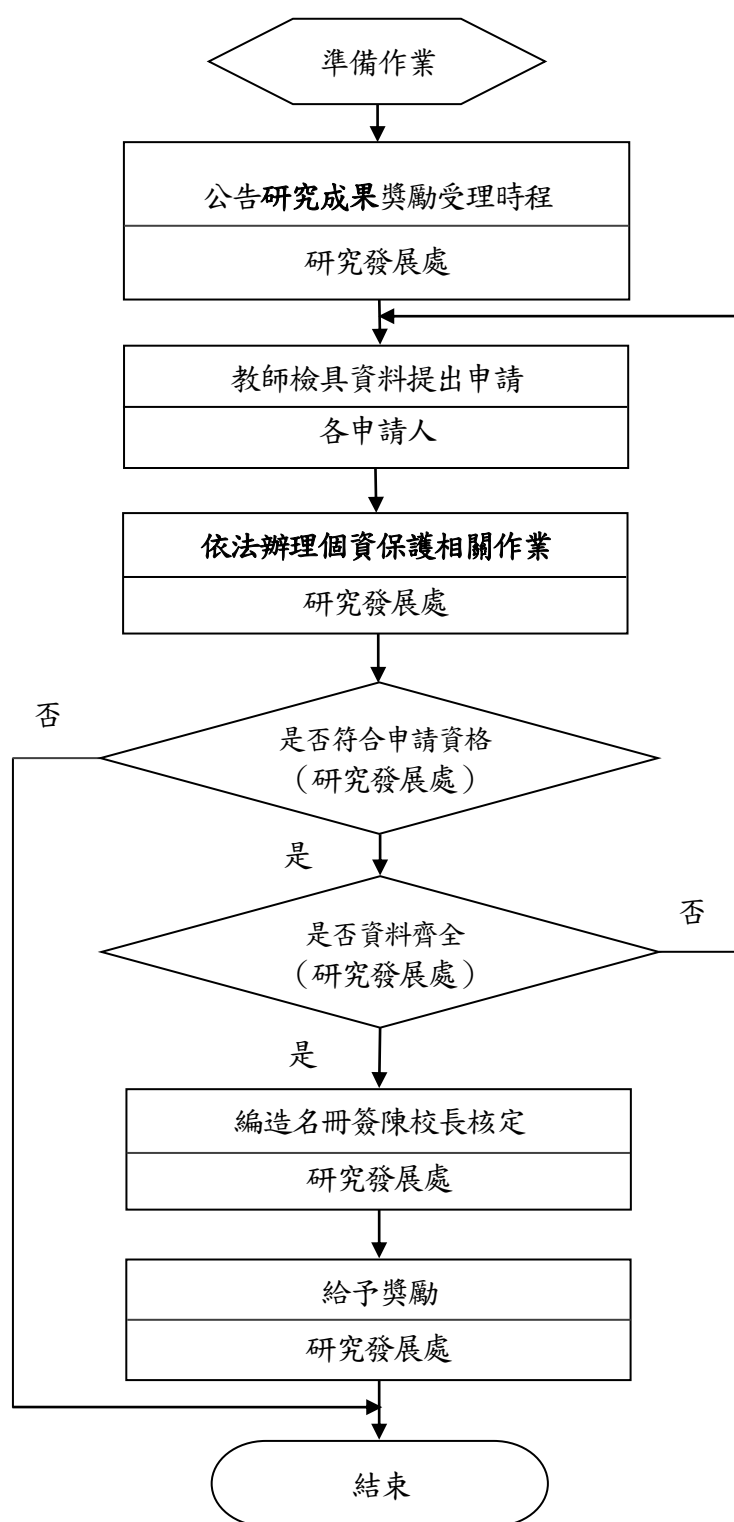 準備作業
公告研究成果獎勵受理時程
研究發展處
教師檢具資料提出申請
各申請人
依法辦理個資保護相關作業
研究發展處
否
是否符合申請資格
（研究發展處）
是
否
是否資料齊全
（研究發展處）
是
編造名冊簽陳校長核定
研究發展處
給予獎勵
研究發展處
結束